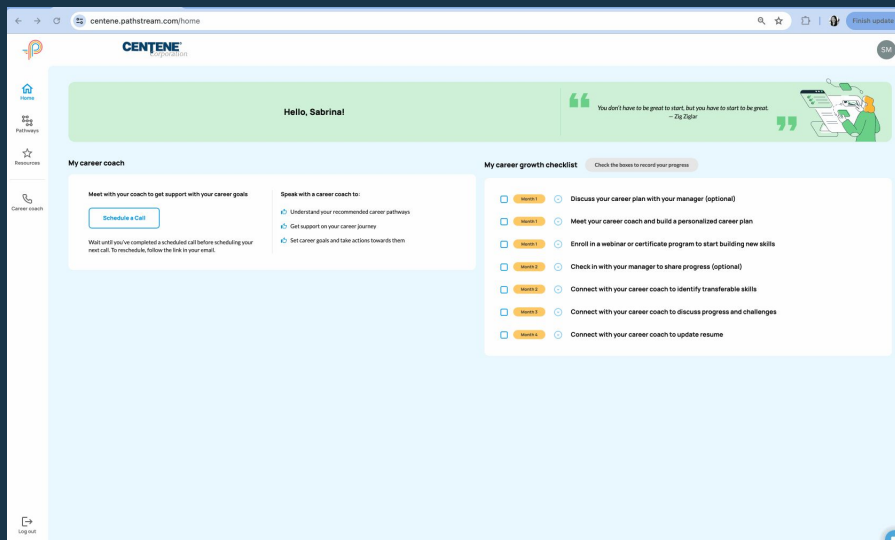 centene.pathstream.com/home
Finish update
CENTENE
Corporation
SM
Home
Pathways
Resources
Career coach
Log out
Hello, Sabrina!
You don't have to be great to start, but you have to start to be great.
— Zig Ziglar
My career coach
Meet with your coach to get support with your career goals
Schedule a Call
Wait until you've completed a scheduled call before scheduling your
next call. To reschedule, follow the link in your email.
Speak with a career coach to:
Understand your recommended career pathways
Get support on your career journey
Set career goals and take actions towards them
My career growth checklist
Check the boxes to record your progress
Month 1 Discuss your career plan with your manager (optional)
Month 1 Meet your career coach and build a personalized career plan
Month 1 Enroll in a webinar or certificate program to start building new skills
Month 2 Check in with your manager to share progress (optional)
Month 2 Connect with your career coach to identify transferable skills
Month 3 Connect with your career coach to discuss progress and challenges
Month 4 Connect with your career coach to update resume